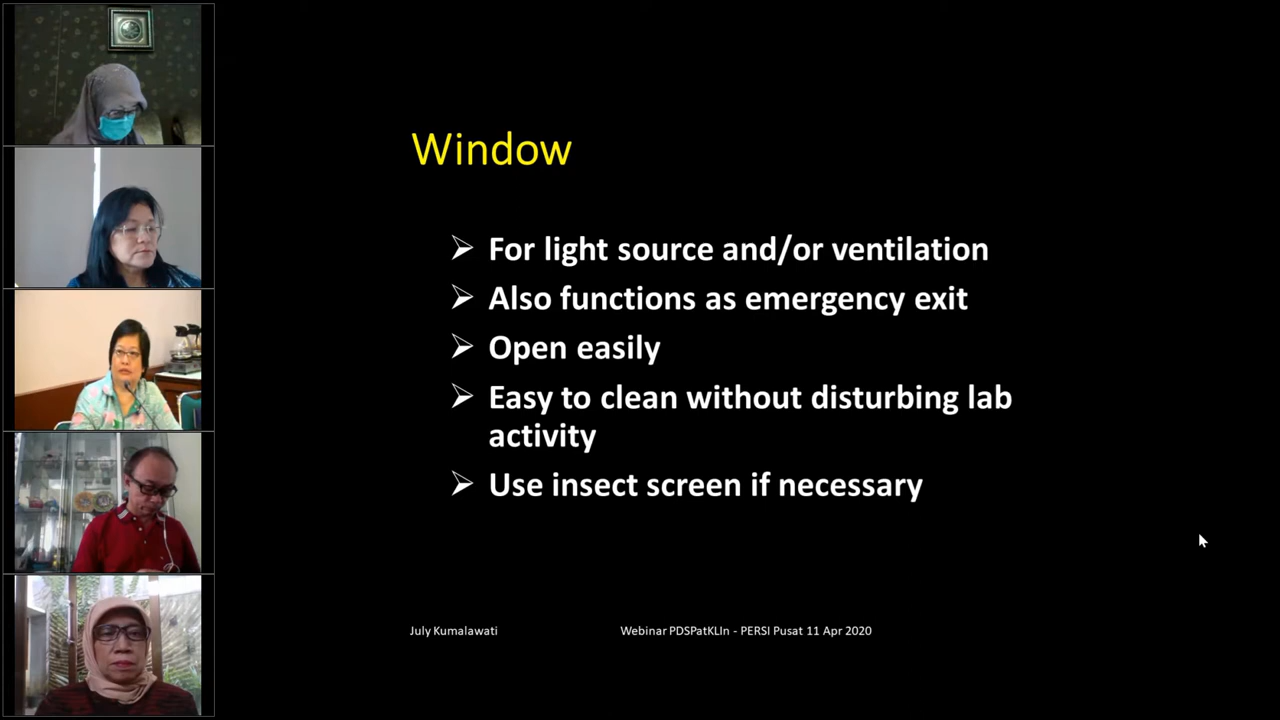 Window
For light source and/or ventilation
Also functions as emergency exit
Open easily
Easy to clean without disturbing lab
activity
Use insect screen if necessary
July Kumalawati
Webinar PDSPatKLIn - PERSI Pusat 11 Apr 2020